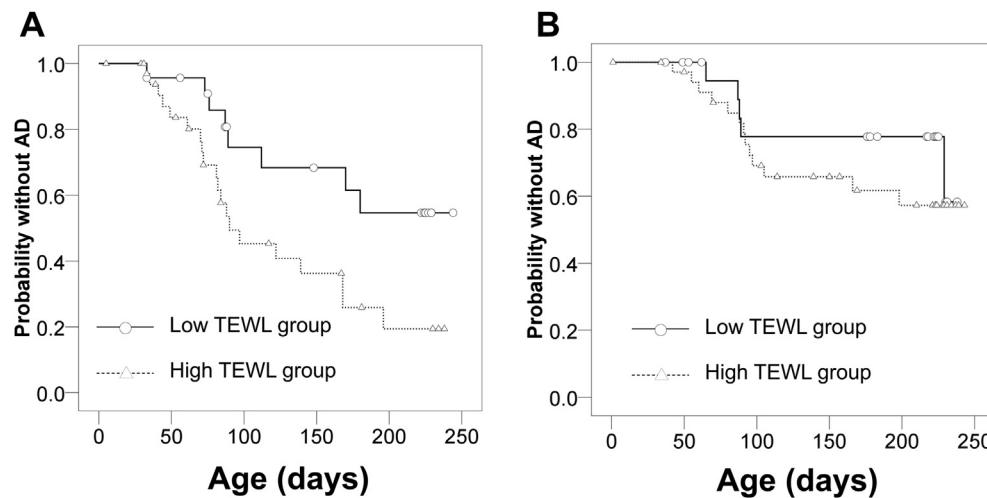 A
Probability without AD
1.0
0.8
0.6
0.4
0.2
0.0
Low TEWL group
High TEWL group
0 50 100 150 200 250
Age (days)
B
Probability without AD
1.0
0.8
0.6
0.4
0.2
0.0
Low TEWL group
High TEWL group
0 50 100 150 200 250
Age (days)